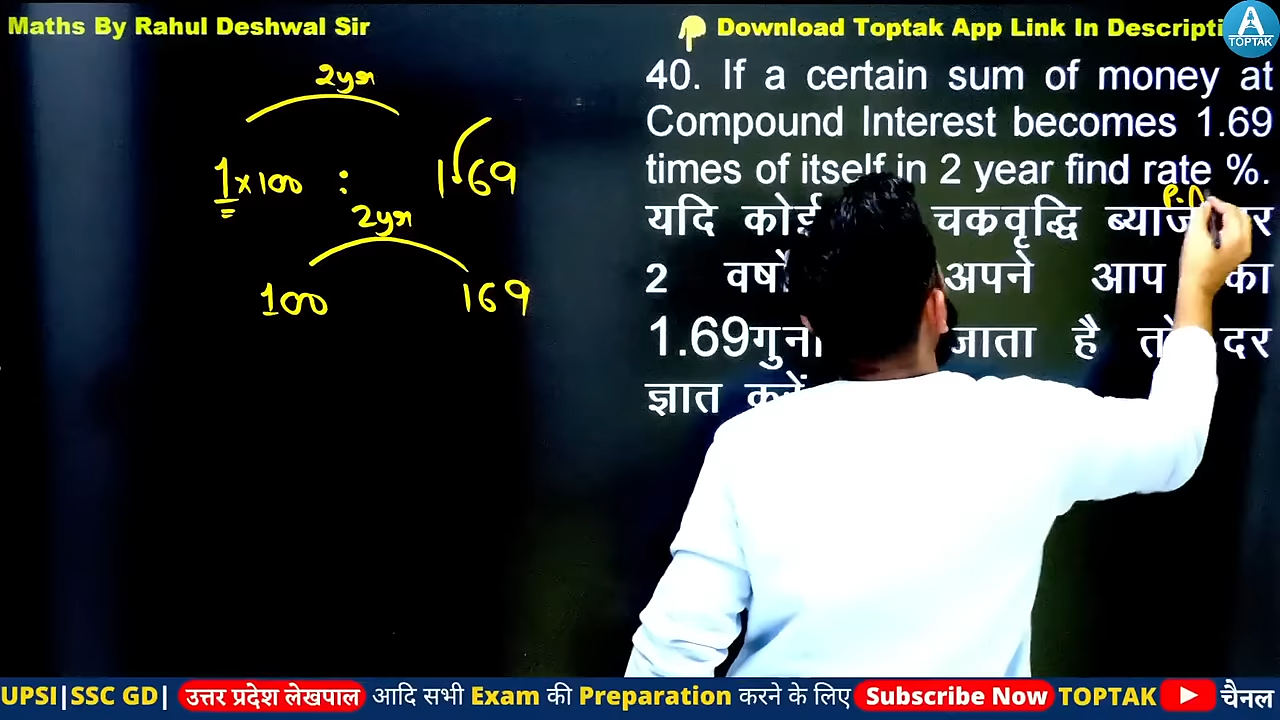 Maths By Rahul Deshwal Sir
Download Toptak App Link In Descripti
TOPTAK
2yr
1x100 : 1.69
2yr
100 169
40. If a certain sum of money at
Compound Interest becomes 1.69
times of itself in 2 year find rate %.
यदि कोई चक्रवृद्धि
2 अपने आप का
1.69 जाता है दर
ज्ञात
UPSI|SSC GD| उत्तर प्रदेश लेखपाल आदि सभी Exam की Preparation करने के लिए Subscribe Now TOPTAK चैनल